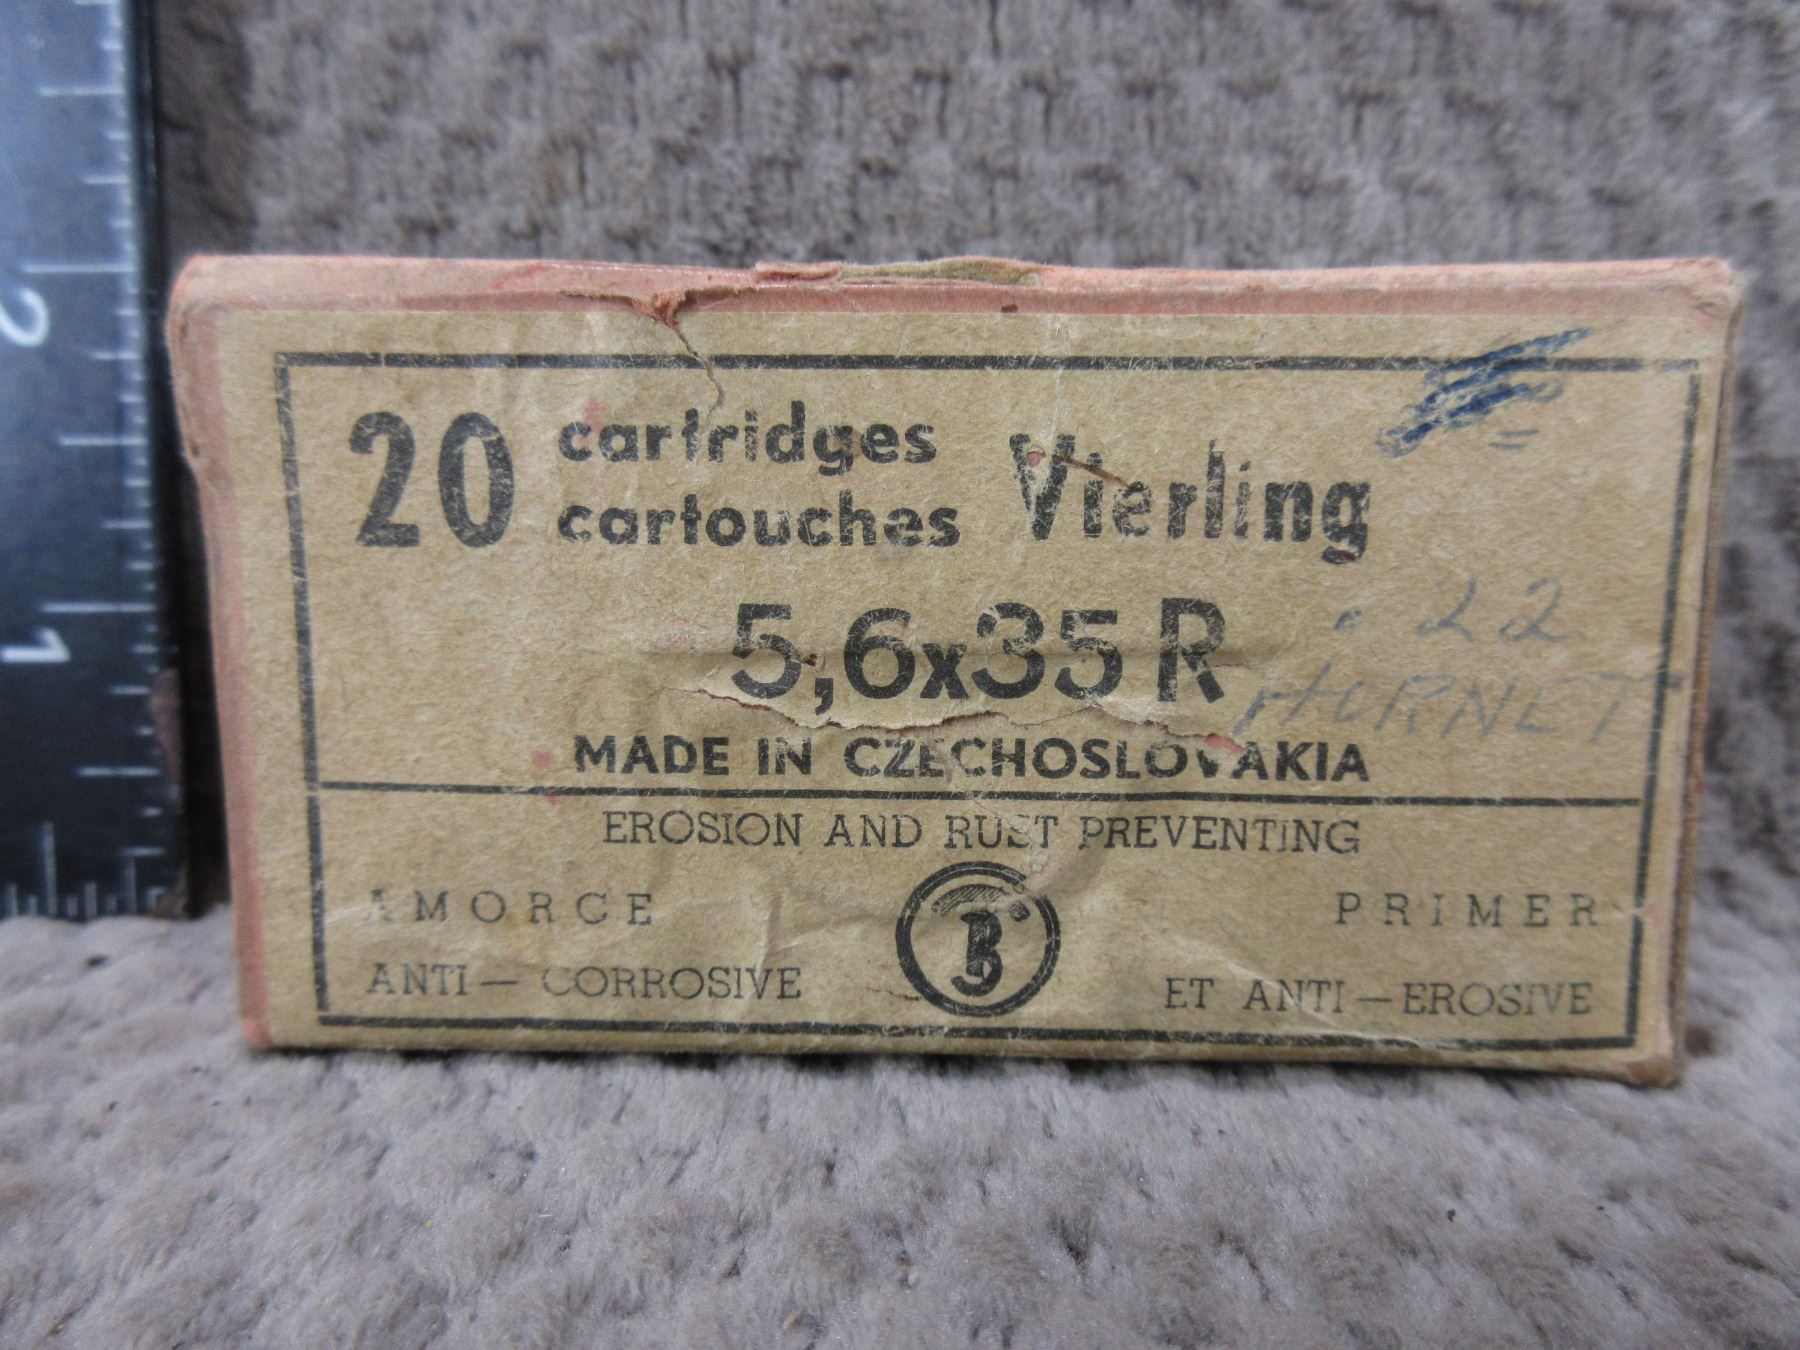 20 cartridges Vierling
cartouches
5,6x35 R
.22
HORNET
MADE IN CZECHOSLOVAKIA
EROSION AND RUST PREVENTING
AMORCE PRIMER
ANTI—CORROSIVE ET ANTI—EROSIVE
2
1